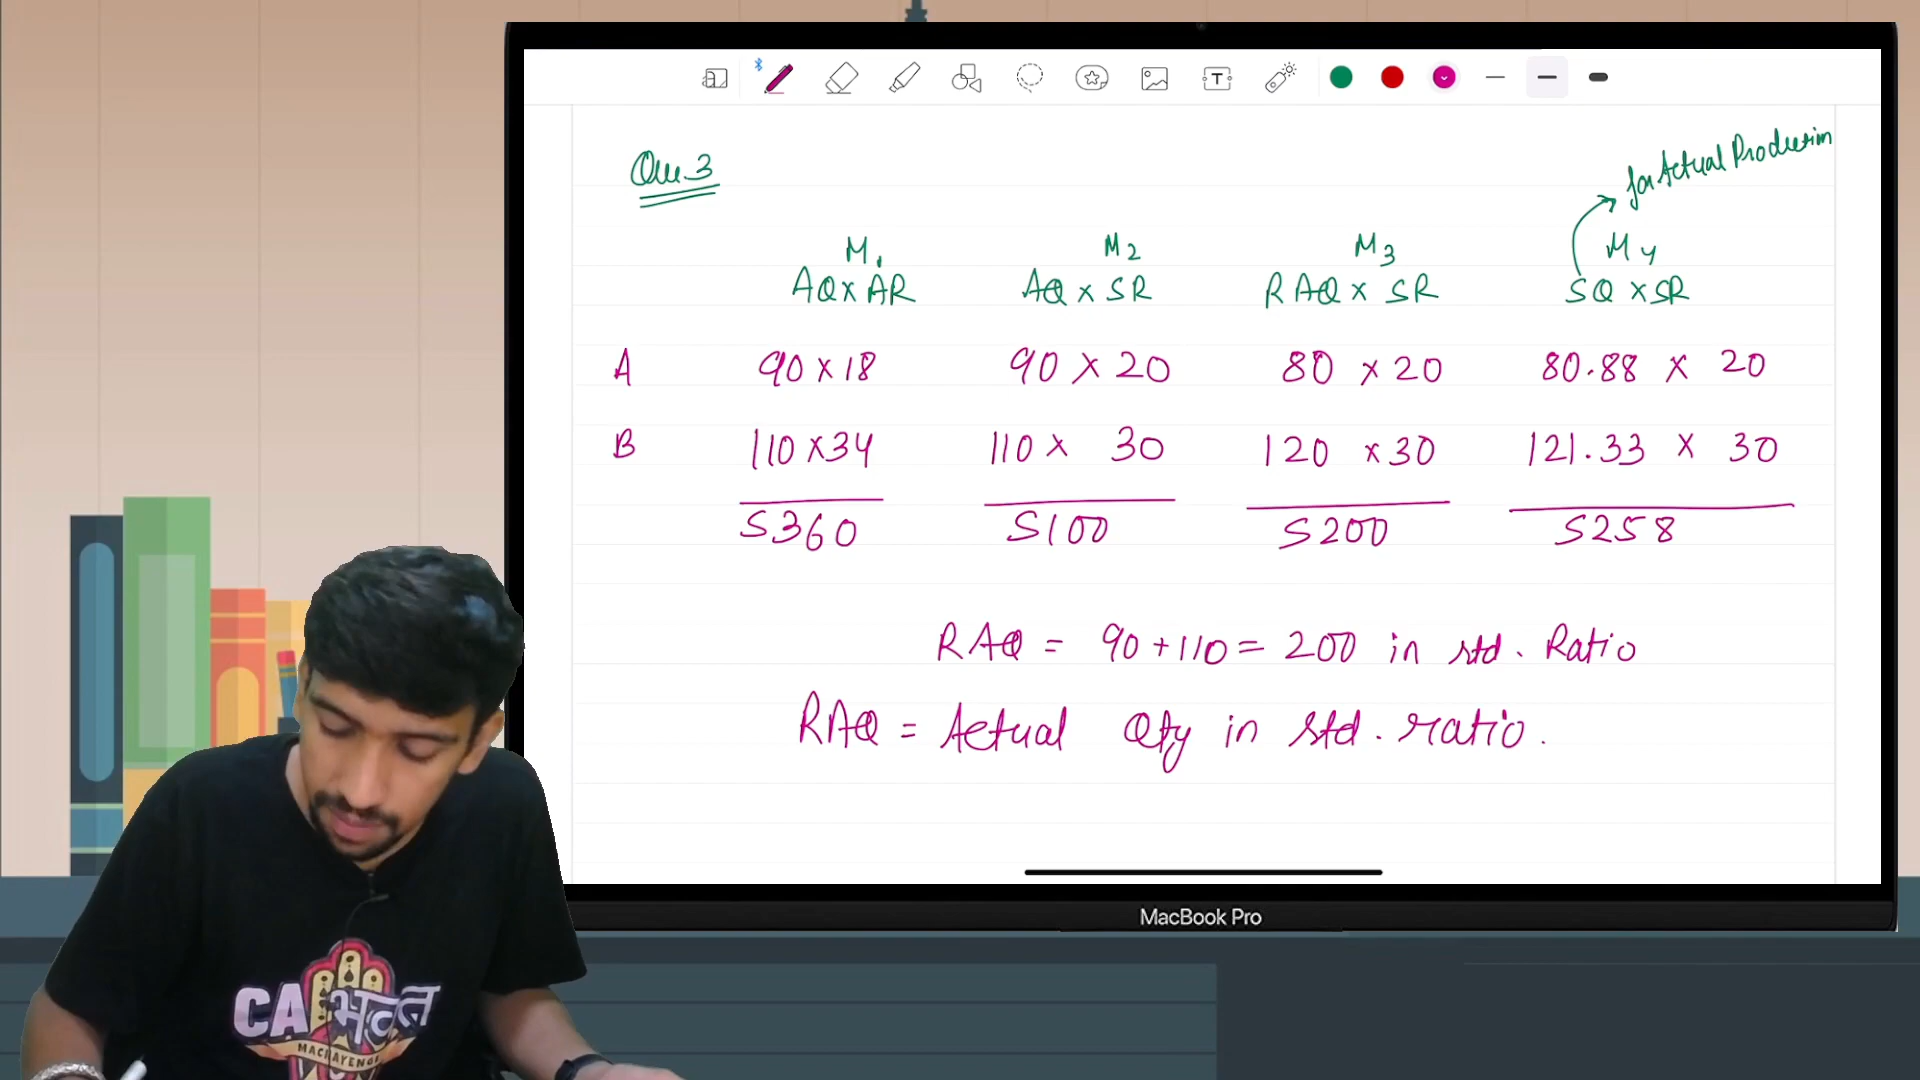 Que.3
for Actual Production
M1 M2 M3 M4
AQ x AR AQ x SR RAQ x SR SQ x SR
A 90 x 18 90 x 20 80 x 20 80.88 x 20
B 110 x 34 110 x 30 120 x 30 121.33 x 30
5360 5100 5200 5258
RAQ = 90 + 110 = 200 in std. Ratio
RAQ = Actual Qty in std. ratio.
MacBook Pro
CA भक्त
MACHAYENGE